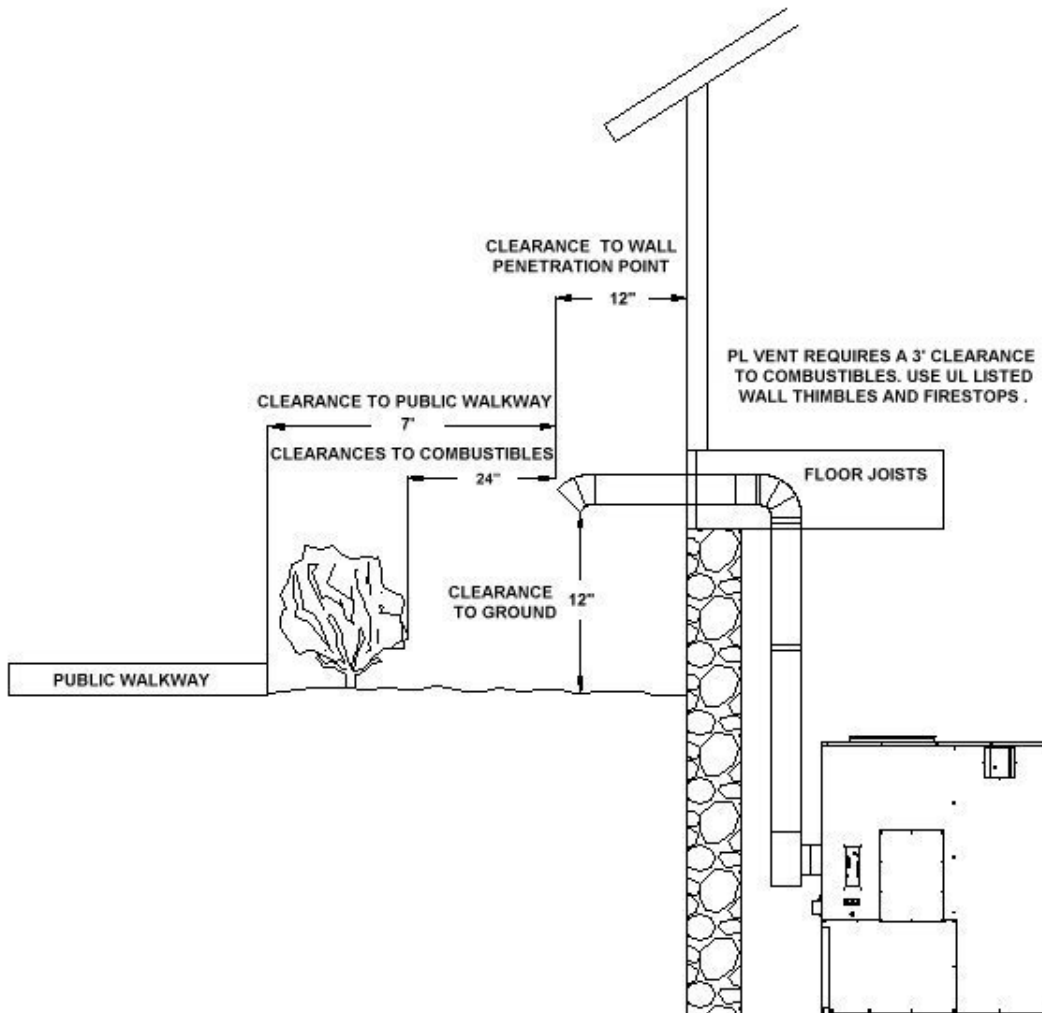 CLEARANCE TO WALL
PENETRATION POINT
12"
PL VENT REQUIRES A 3' CLEARANCE
TO COMBUSTIBLES. USE UL LISTED
WALL THIMBLES AND FIRESTOPS .
CLEARANCE TO PUBLIC WALKWAY
7'
CLEARANCES TO COMBUSTIBLES
24"
FLOOR JOISTS
CLEARANCE
TO GROUND
12"
PUBLIC WALKWAY